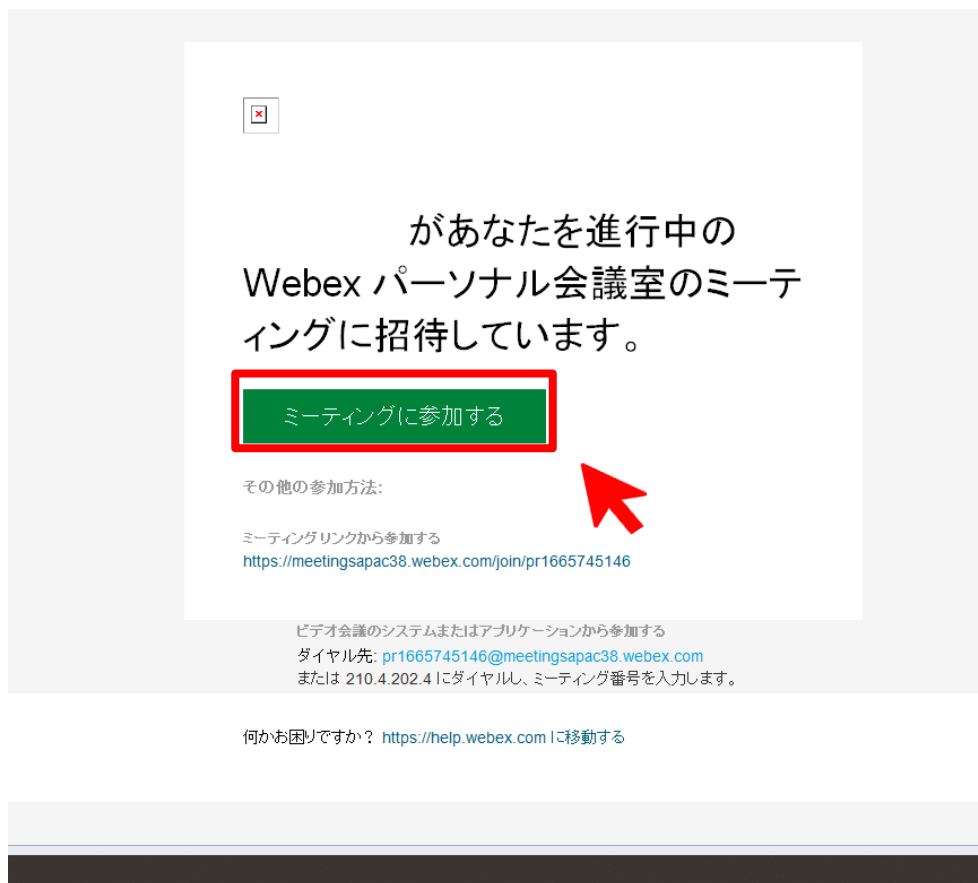 があなたを進行中の
Webex パーソナル会議室のミーテ
ィングに招待しています。
ミーティングに参加する
その他の参加方法:
ミーティングリンクから参加する
https://meetingsapac38.webex.com/join/pr1665745146
ビデオ会議のシステムまたはアプリケーションから参加する
ダイヤル先: pr1665745146@meetingsapac38.webex.com
または 210.4.202.4 にダイヤルし、ミーティング番号を入力します。
何かお困りですか？ https://help.webex.com に移動する